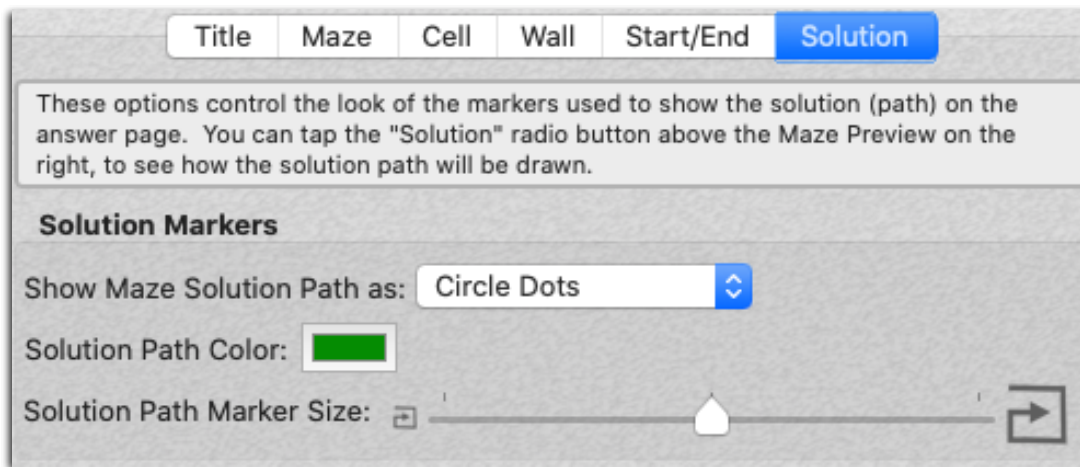 Title Maze Cell Wall Start/End Solution
These options control the look of the markers used to show the solution (path) on the
answer page.  You can tap the "Solution" radio button above the Maze Preview on the
right, to see how the solution path will be drawn.
Solution Markers
Show Maze Solution Path as: Circle Dots
Solution Path Color:
Solution Path Marker Size: